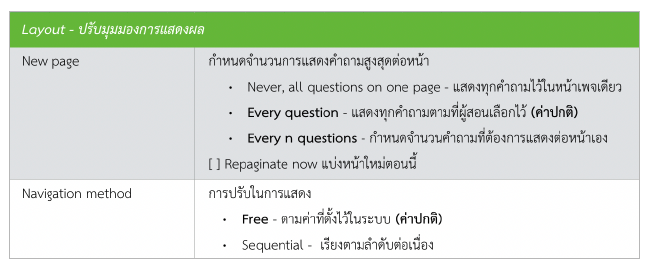 Layout - ปรับมุมมองการแสดงผล
New page
กำหนดจำนวนการแสดงคำถามสูงสุดต่อหน้า
• Never, all questions on one page - แสดงทุกคำถามไว้ในหน้าเพจเดียว
• Every question - แสดงทุกคำถามตามที่ผู้สอนเลือกไว้ (ค่าปกติ)
• Every n questions - กำหนดจำนวนคำถามที่ต้องการแสดงต่อหน้าเอง
[ ] Repaginate now แบ่งหน้าใหม่ตอนนี้
Navigation method
การปรับในการแสดง
• Free - ตามค่าที่ตั้งไว้ในระบบ (ค่าปกติ)
• Sequential - เรียงตามลำดับต่อเนื่อง